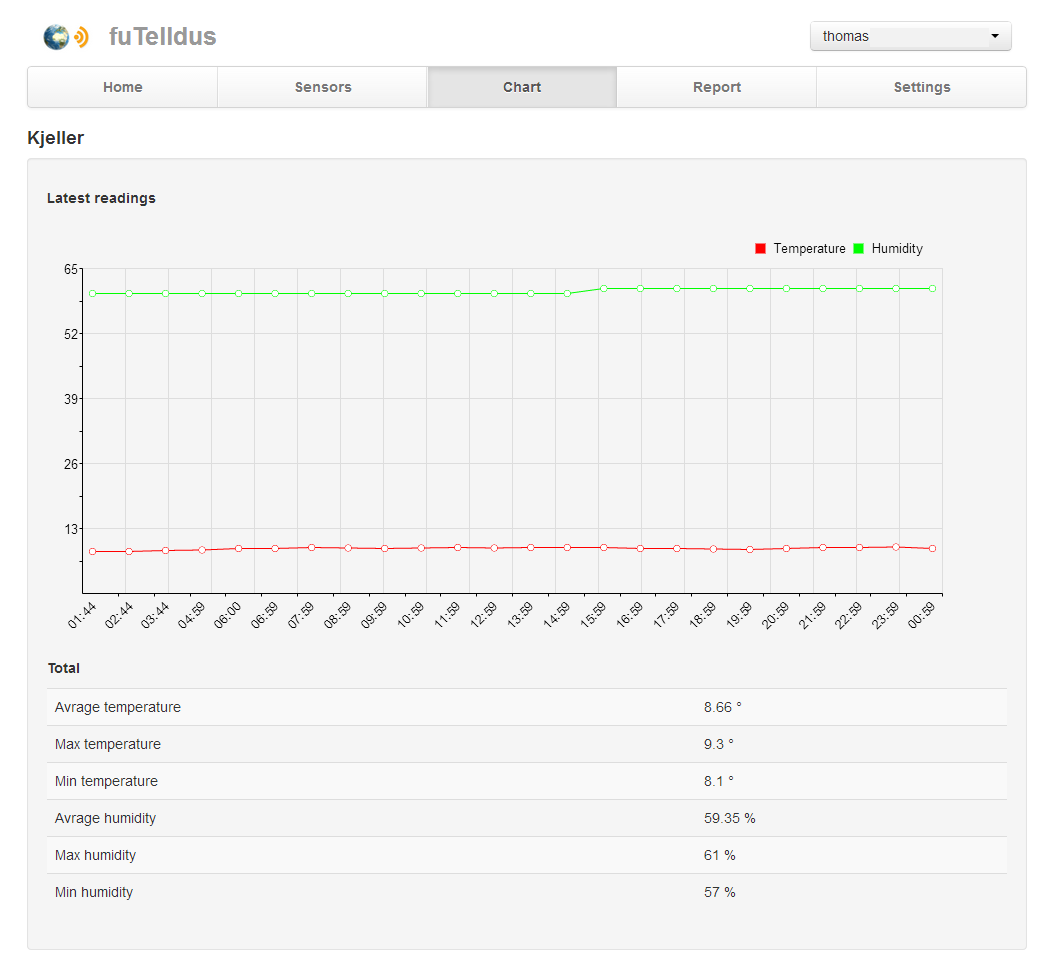 fuTelldus
thomas
Home Sensors Chart Report Settings
Kjeller
Latest readings
Temperature Humidity
65
52
39
26
13
01:44 02:44 03:44 04:59 06:00 06:59 07:59 08:59 09:59 10:59 11:59 12:59 13:59 14:59 15:59 16:59 17:59 18:59 19:59 20:59 21:59 22:59 23:59 00:59
Total
Avrage temperature 8.66 °
Max temperature 9.3 °
Min temperature 8.1 °
Avrage humidity 59.35 %
Max humidity 61 %
Min humidity 57 %